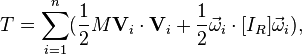 T = \sum_{i=1}^{n} (\frac{1}{2} M \mathbf{V}_i \cdot \mathbf{V}_i + \frac{1}{2} \vec{\omega}_i \cdot [I_R] \vec{\omega}_i),